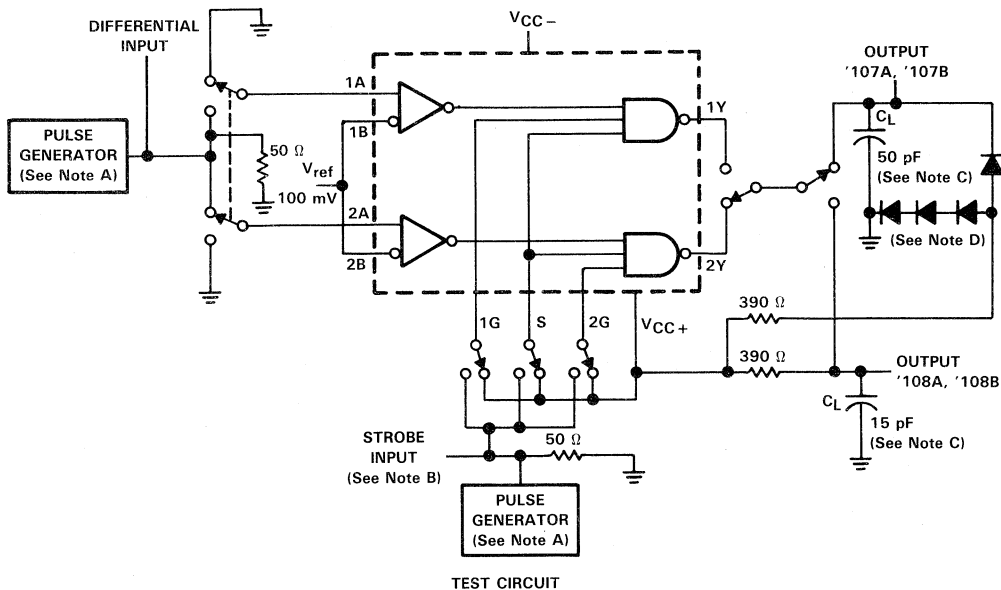 VCC−
DIFFERENTIAL
INPUT
OUTPUT
'107A, '107B
1A
1Y
CL
PULSE
GENERATOR
(See Note A)
50 Ω
1B
Vref
100 mV
50 pF
(See Note C)
2A
(See Note D)
2B
2Y
1G
S
2G
VCC+
390 Ω
390 Ω
OUTPUT
'108A, '108B
CL
15 pF
(See Note C)
STROBE
INPUT
(See Note B)
50 Ω
PULSE
GENERATOR
(See Note A)
TEST CIRCUIT